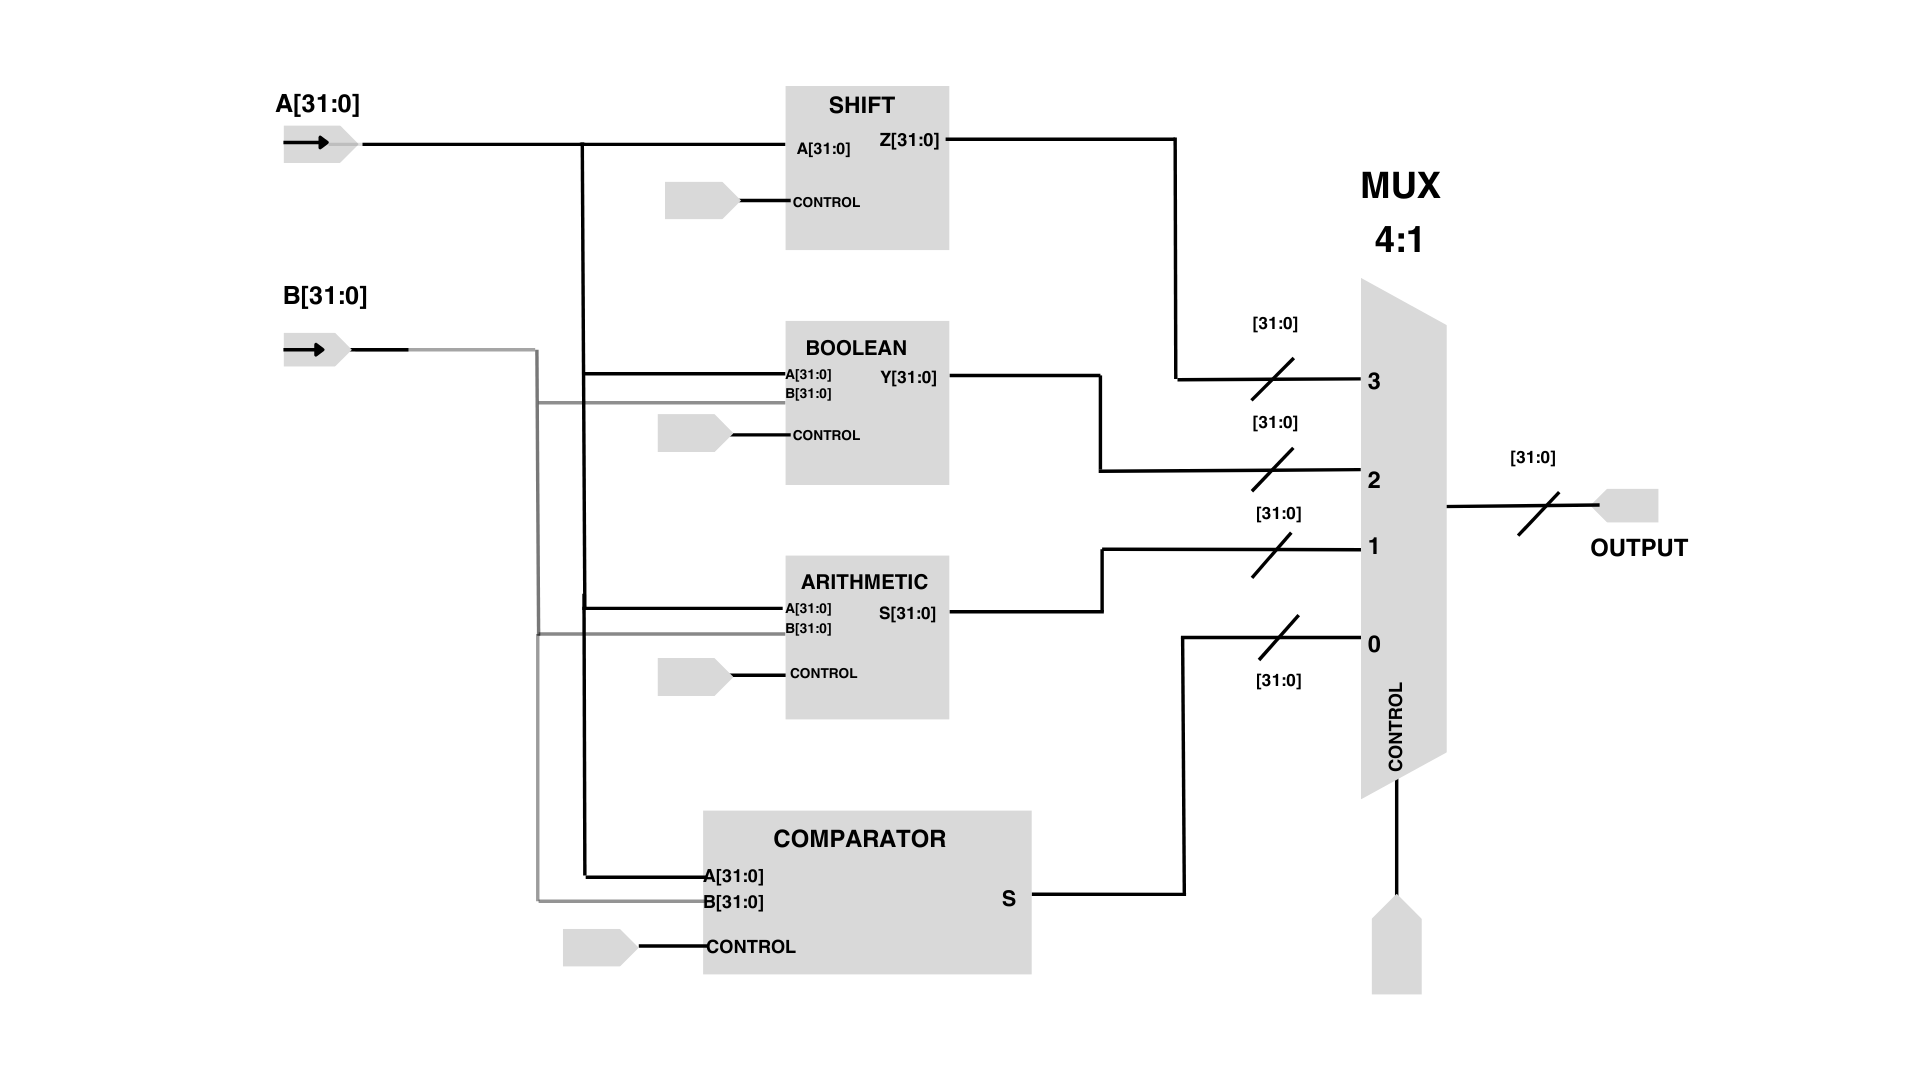 A[31:0]
SHIFT
Z[31:0]
A[31:0]
CONTROL
B[31:0]
MUX
4:1
BOOLEAN
A[31:0]
Y[31:0]
B[31:0]
CONTROL
[31:0]
3
[31:0]
2
[31:0]
1
[31:0]
0
[31:0]
OUTPUT
ARITHMETIC
A[31:0]
S[31:0]
B[31:0]
CONTROL
CONTROL
COMPARATOR
A[31:0]
B[31:0]
S
CONTROL